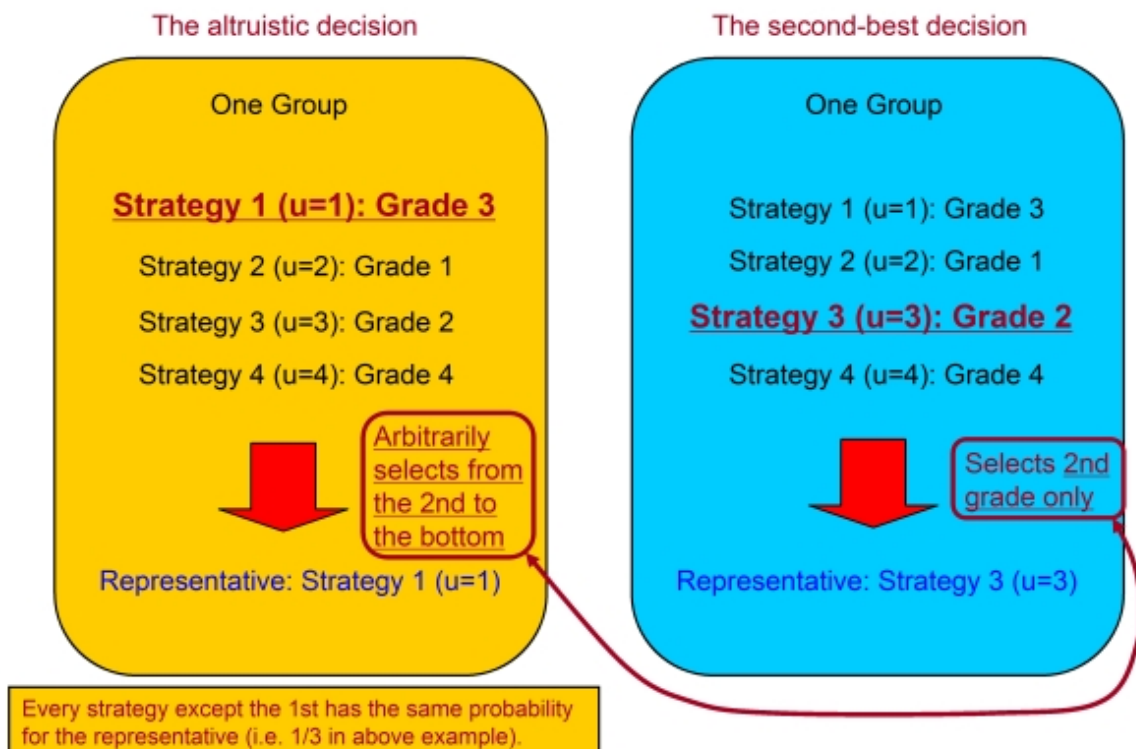 The altruistic decision
One Group
Strategy 1 (u=1): Grade 3
Strategy 2 (u=2): Grade 1
Strategy 3 (u=3): Grade 2
Strategy 4 (u=4): Grade 4
Arbitrarily
selects from
the 2nd to
the bottom
Representative: Strategy 1 (u=1)
Every strategy except the 1st has the same probability
for the representative (i.e. 1/3 in above example).
The second-best decision
One Group
Strategy 1 (u=1): Grade 3
Strategy 2 (u=2): Grade 1
Strategy 3 (u=3): Grade 2
Strategy 4 (u=4): Grade 4
Selects 2nd
grade only
Representative: Strategy 3 (u=3)